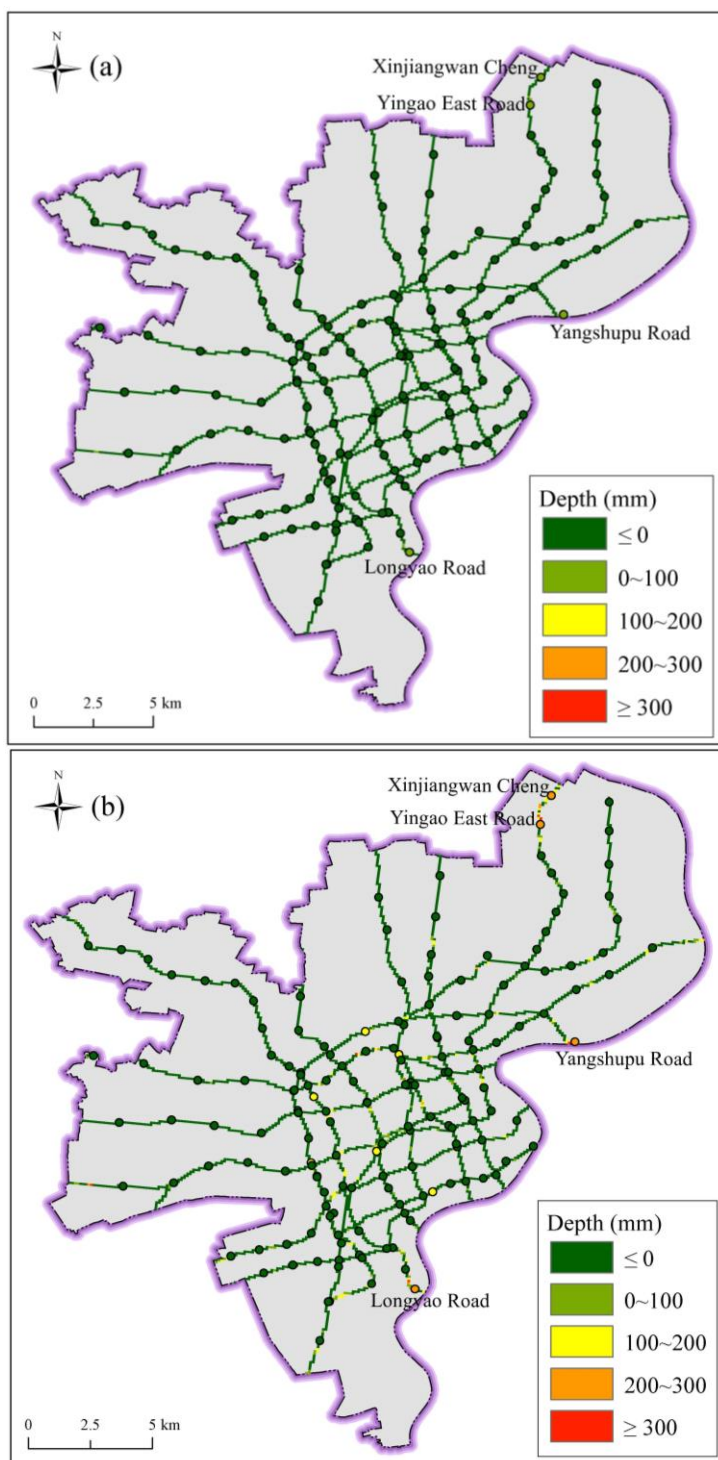 N
(a)
Xinjiangwan Cheng
Yingao East Road
Yangshupu Road
Longyao Road
Depth (mm)
≤ 0
0~100
100~200
200~300
≥ 300
0 2.5 5 km
N
(b)
Xinjiangwan Cheng
Yingao East Road
Yangshupu Road
Longyao Road
Depth (mm)
≤ 0
0~100
100~200
200~300
≥ 300
0 2.5 5 km